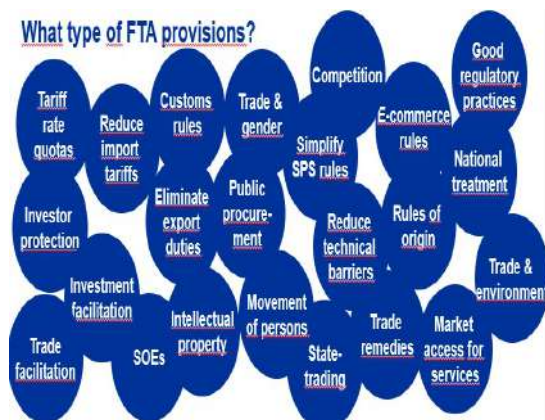 What type of FTA provisions?
Tariff
rate
quotas
Reduce
import
tariffs
Customs
rules
Trade &
gender
Competition
Simplify
SPS rules
E-commerce
rules
Good
regulatory
practices
National
treatment
Investor
protection
Eliminate
export
duties
Public
procure-
ment
Reduce
technical
barriers
Rules of
origin
Trade &
environment
Investment
facilitation
Trade
facilitation
SOEs
Intellectual
property
Movement
of persons
State-
trading
Trade
remedies
Market
access for
services